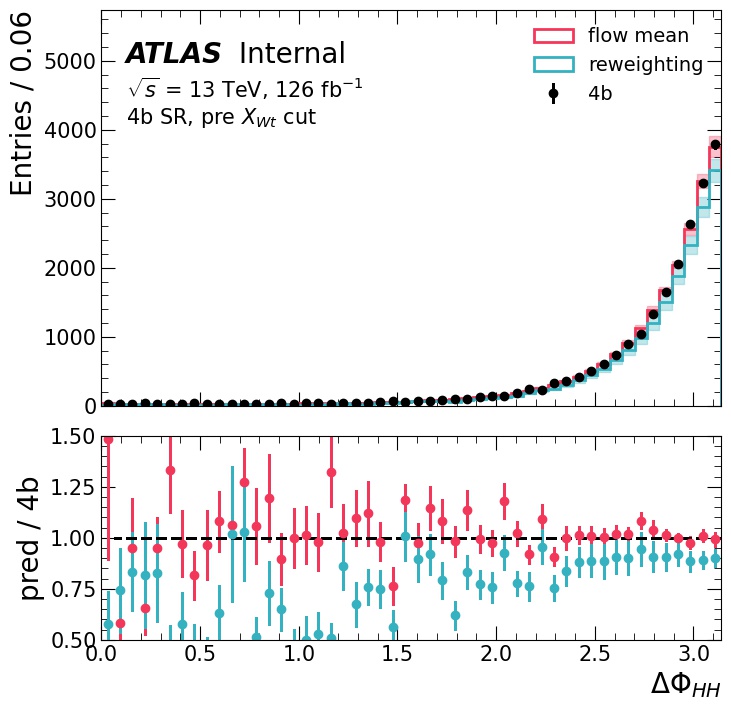 Entries / 0.06
5000
4000
3000
2000
1000
0
ATLAS Internal
√s = 13 TeV, 126 fb⁻¹
4b SR, pre X_Wt cut
flow mean
reweighting
4b
pred / 4b
1.50
1.25
1.00
0.75
0.50
0.0 0.5 1.0 1.5 2.0 2.5 3.0
ΔΦ_HH